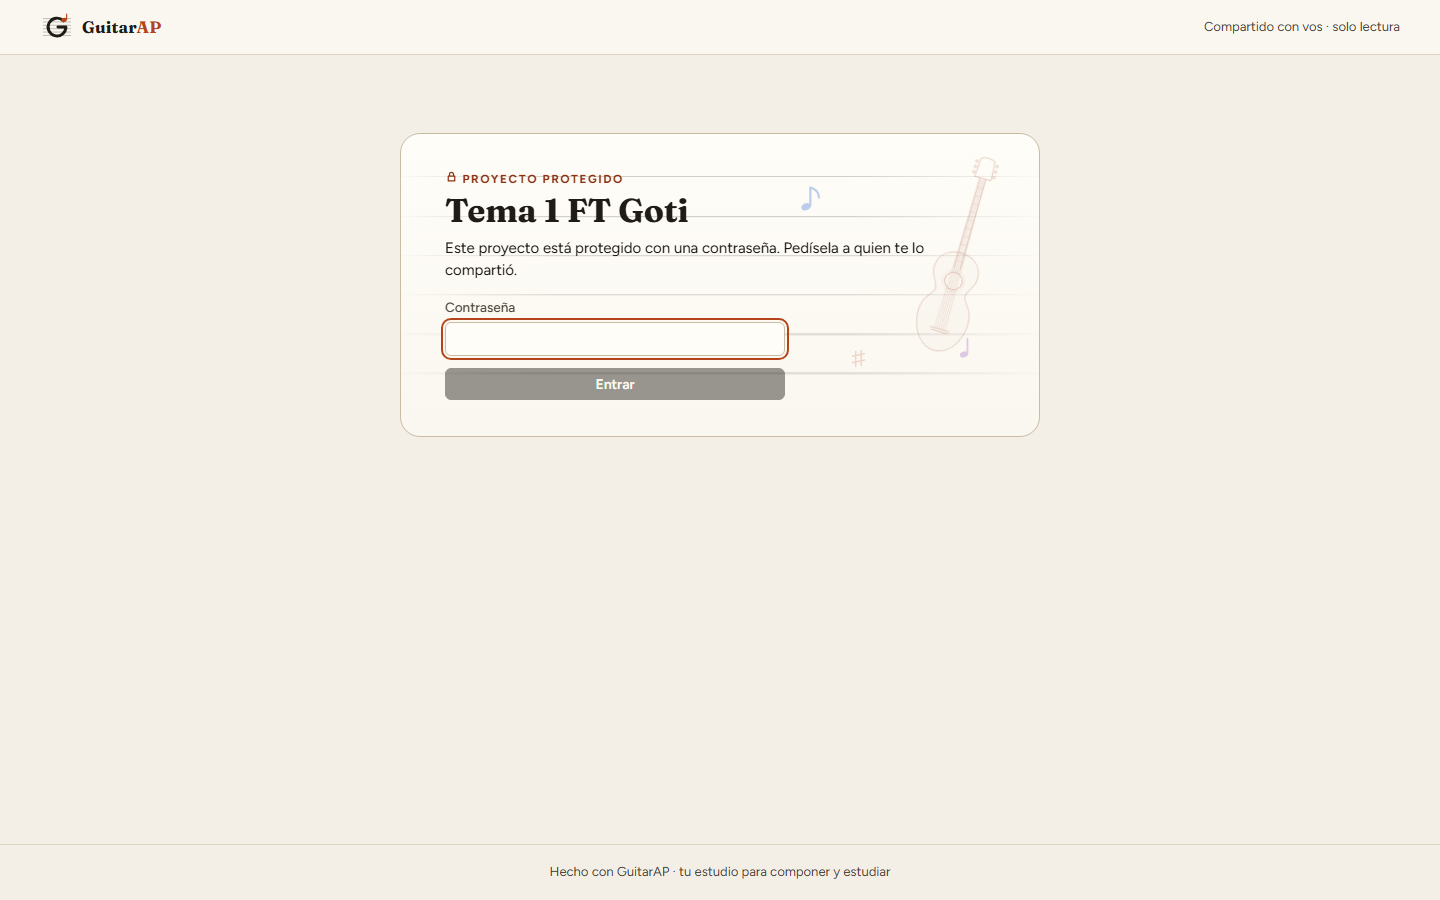 GuitarAP
Compartido con vos · solo lectura
PROYECTO PROTEGIDO
Tema 1 FT Goti
Este proyecto está protegido con una contraseña. Pedísela a quien te lo
compartió.
Contraseña
Entrar
Hecho con GuitarAP · tu estudio para componer y estudiar